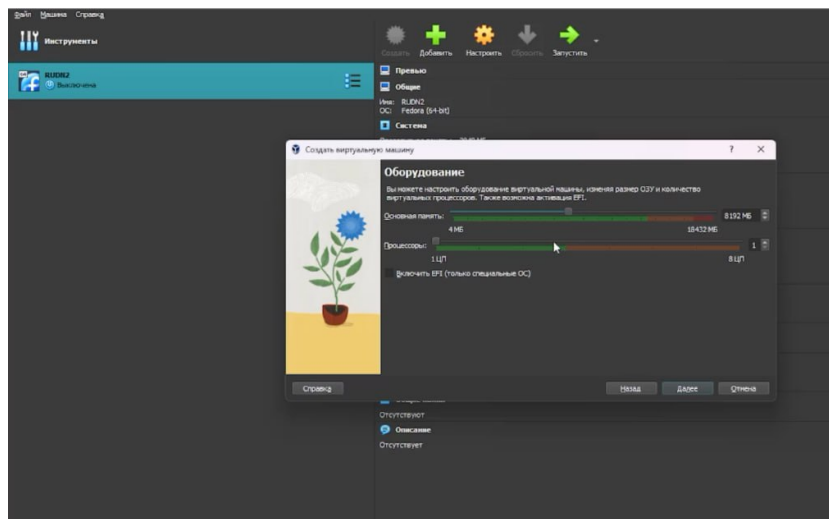 Файл Машина Справка
Инструменты
Создать Добавить Настроить Сбросить Запустить
RUDN2
Выключена
Превью
Общие
Имя: RUDN2
ОС: Fedora (64-bit)
Система
Создать виртуальную машину ? X
Оборудование
Вы можете настроить оборудование виртуальной машины, изменяя размер ОЗУ и количество
виртуальных процессоров. Также возможна активация EFI.
Основная память: 8192 МБ
4 МБ 18432 МБ
Процессоры: 1
1 ЦП 8 ЦП
Включить EFI (только специальные ОС)
Справка Назад Далее Отмена
Отсутствуют
Описание
Отсутствует